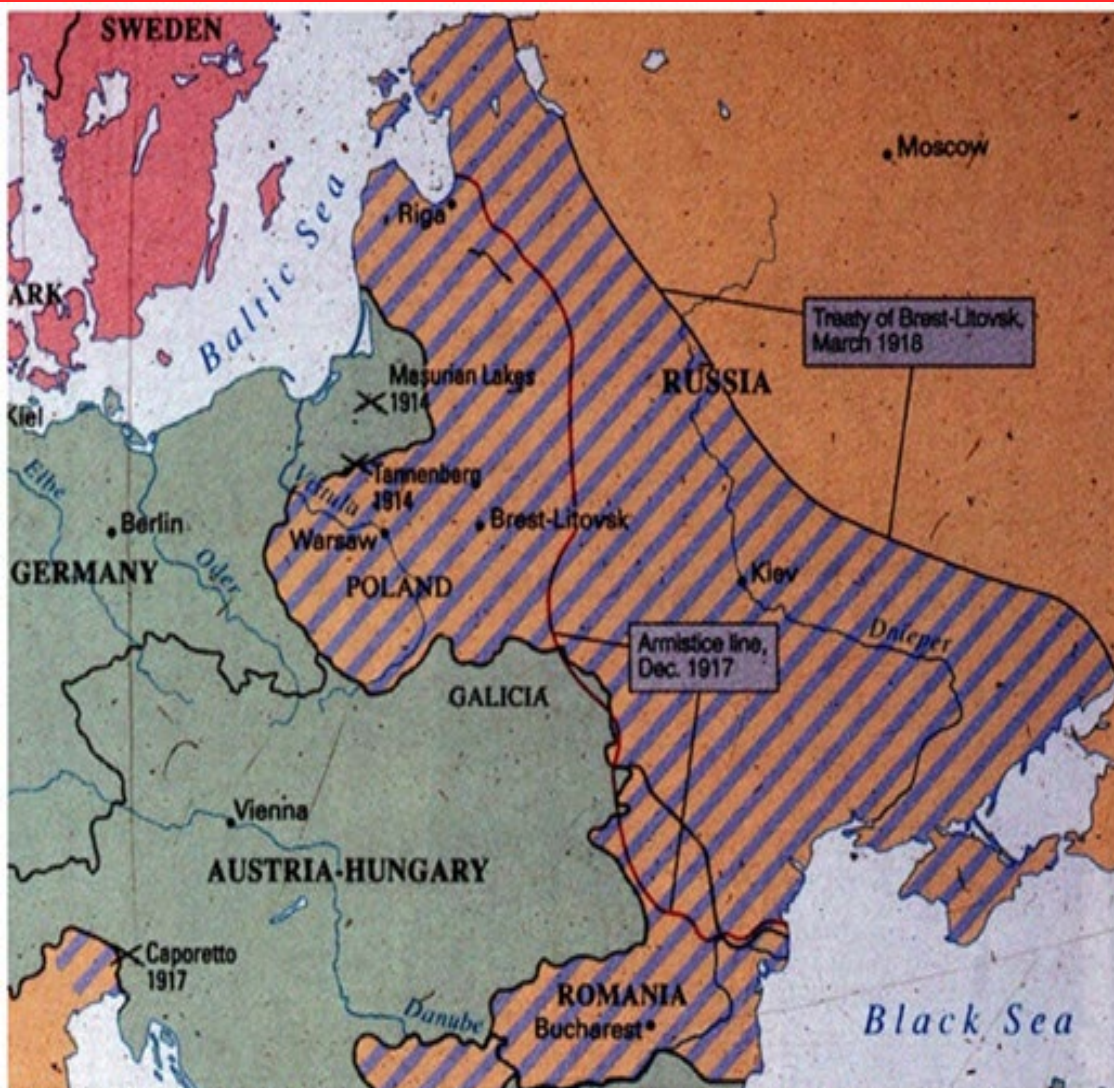 SWEDEN
Moscow
Riga
Baltic Sea
ARK
Treaty of Brest-Litovsk,
March 1918
RUSSIA
Masurian Lakes
1914
Kiel
Tannenberg
1914
Elbe
Vistula
Brest-Litovsk
Berlin
Warsaw
Oder
GERMANY
POLAND
Kiev
Dnieper
Armistice line,
Dec. 1917
GALICIA
Vienna
AUSTRIA-HUNGARY
Caporetto
1917
ROMANIA
Danube
Bucharest
Black Sea